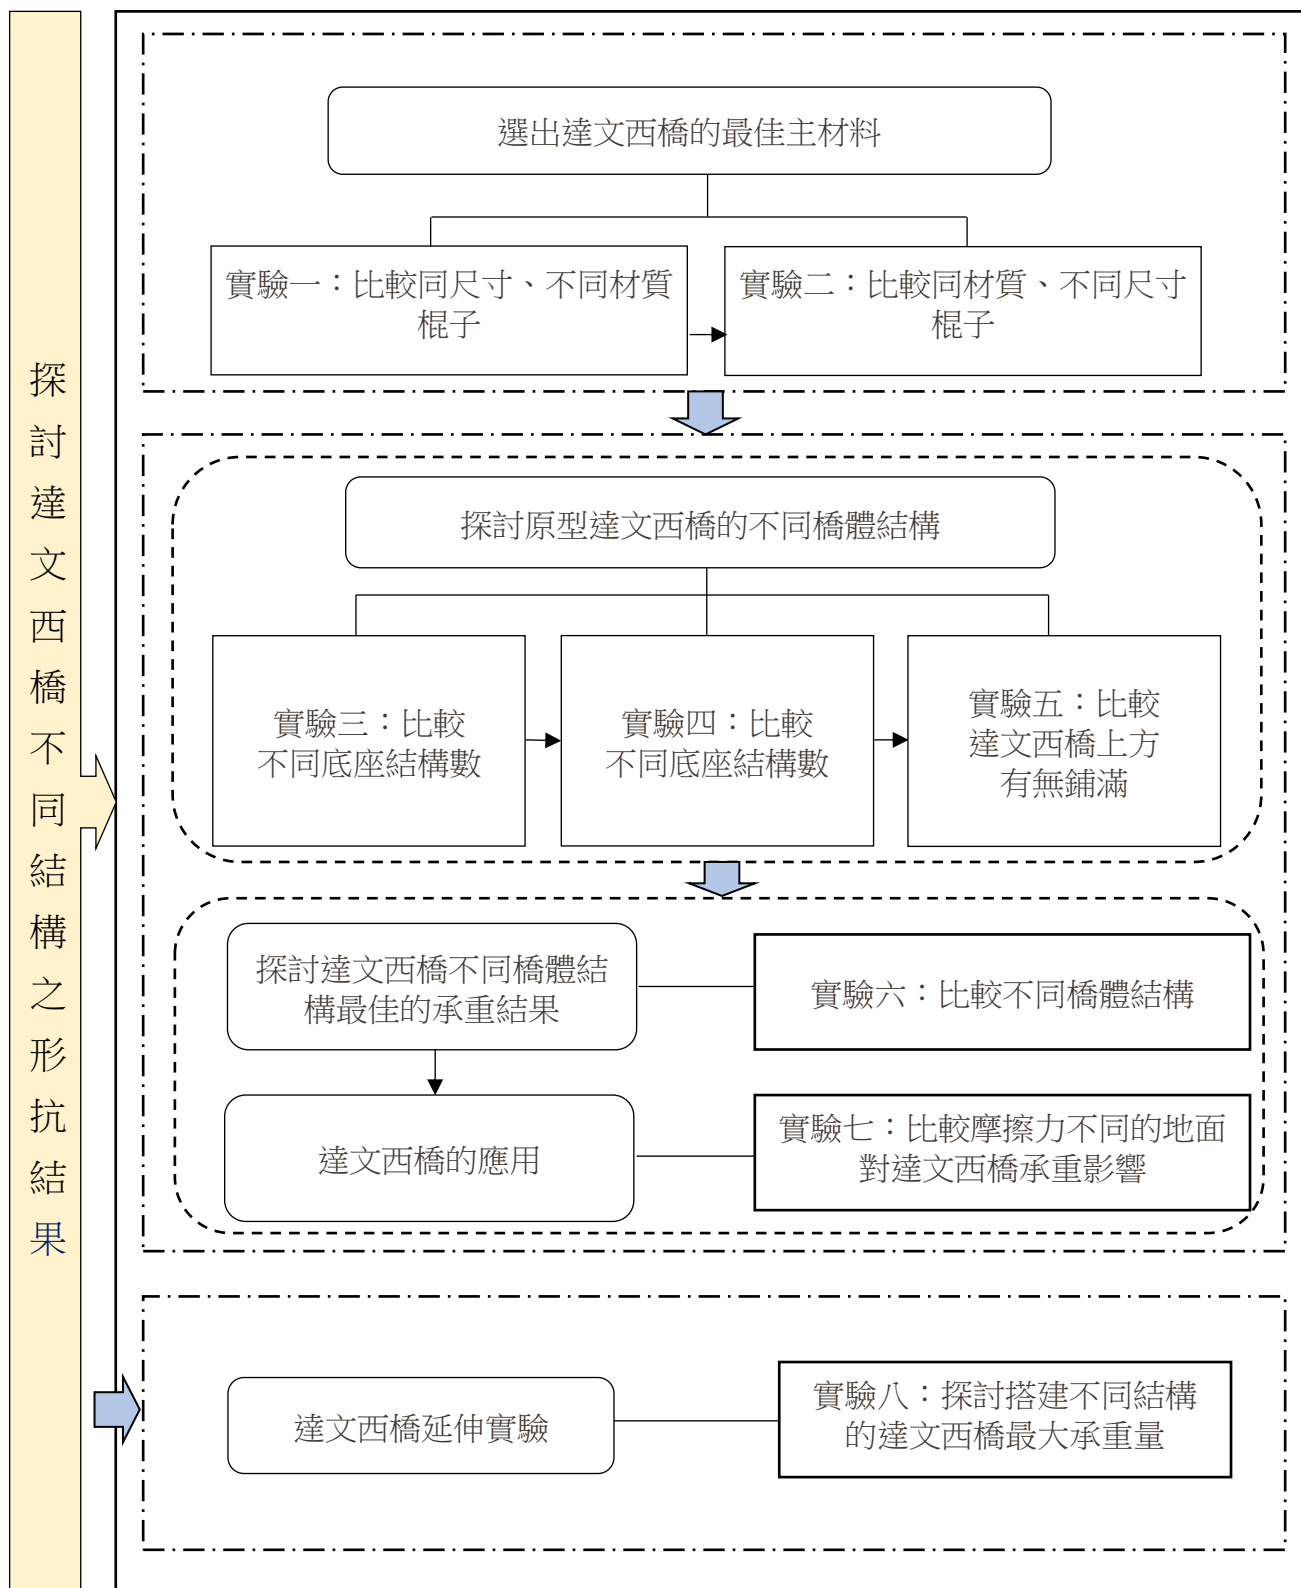 探討達文西橋不同結構之形抗結果
選出達文西橋的最佳主材料
實驗一：比較同尺寸、不同材質
棍子
實驗二：比較同材質、不同尺寸
棍子
探討原型達文西橋的不同橋體結構
實驗三：比較
不同底座結構數
實驗四：比較
不同底座結構數
實驗五：比較
達文西橋上方
有無鋪滿
探討達文西橋不同橋體結
構最佳的承重結果
實驗六：比較不同橋體結構
達文西橋的應用
實驗七：比較摩擦力不同的地面
對達文西橋承重影響
達文西橋延伸實驗
實驗八：探討搭建不同結構
的達文西橋最大承重量